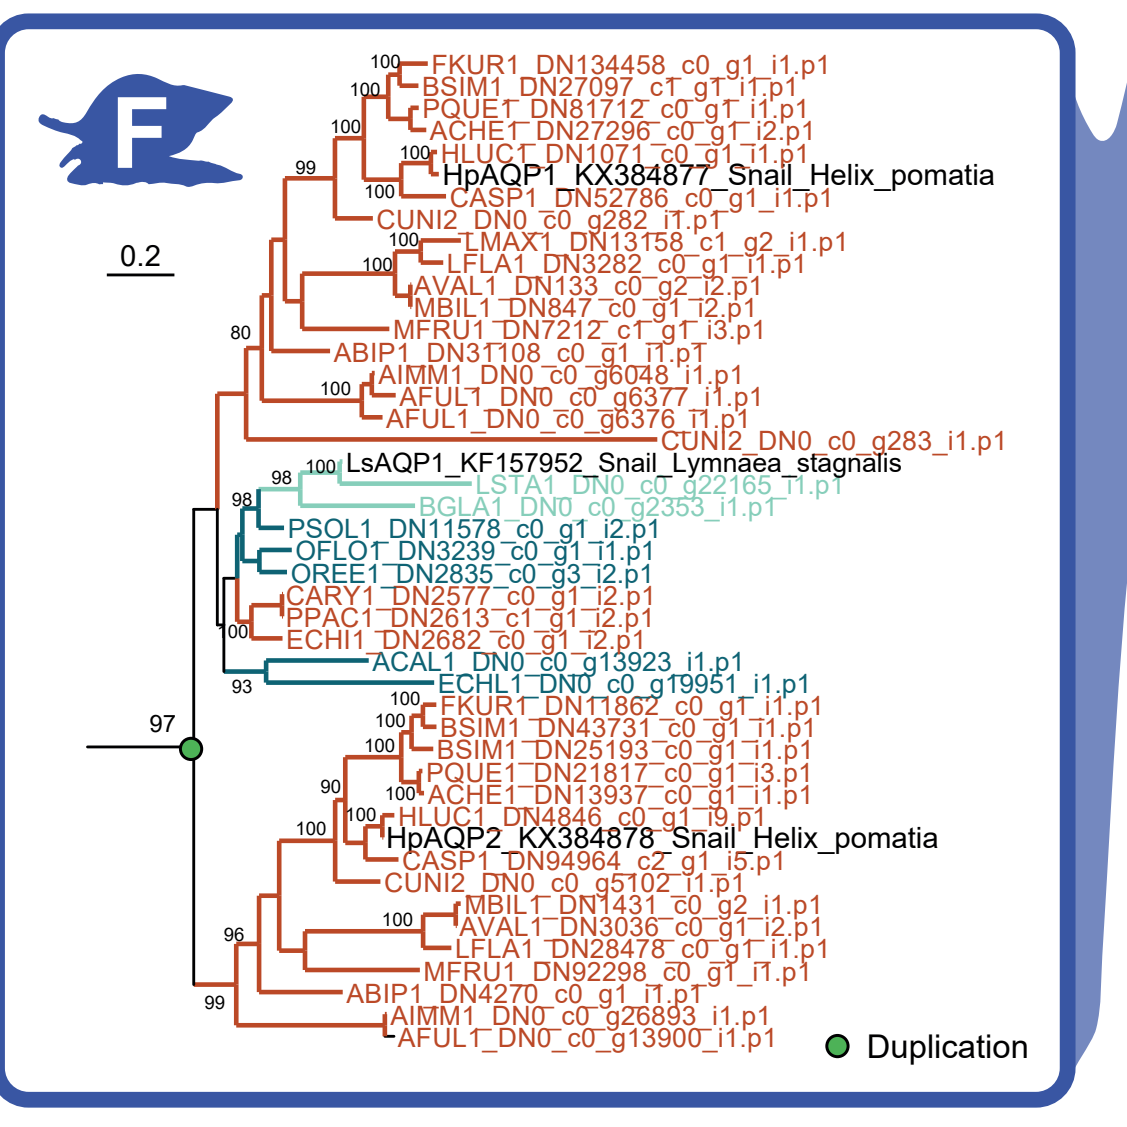 F
0.2
100
FKUR1_DN134458_c0_g1_i1.p1
BSIM1_DN27097_c1_g1_i1.p1
100
PQUE1_DN81712_c0_g1_i1.p1
100
ACHE1_DN27296_c0_g1_i2.p1
100
HLUC1_DN1071_c0_g1_i1.p1
99
HpAQP1_KX384877_Snail_Helix_pomatia
100
CASP1_DN52786_c0_g1_i1.p1
CUNI2_DN0_c0_g282_i1.p1
100
LMAX1_DN13158_c1_g2_i1.p1
100
LFLA1_DN3282_c0_g1_i1.p1
AVAL1_DN133_c0_g2_i2.p1
MBIL1_DN847_c0_g1_i2.p1
80
MFRU1_DN7212_c1_g1_i3.p1
ABIP1_DN31108_c0_g1_i1.p1
AIMM1_DN0_c0_g6048_i1.p1
100
AFUL1_DN0_c0_g6377_i1.p1
AFUL1_DN0_c0_g6376_i1.p1
CUNI2_DN0_c0_g283_i1.p1
100
LsAQP1_KF157952_Snail_Lymnaea_stagnalis
98
LSTA1_DN0_c0_g22165_i1.p1
98
BGLA1_DN0_c0_g2353_i1.p1
PSOL1_DN11578_c0_g1_i2.p1
OFLO1_DN3239_c0_g1_i1.p1
OREE1_DN2835_c0_g3_i2.p1
CARY1_DN2577_c0_g1_i2.p1
PPAC1_DN2613_c1_g1_i2.p1
100
ECHI1_DN2682_c0_g1_i2.p1
ACAL1_DN0_c0_g13923_i1.p1
93
ECHL1_DN0_c0_g19951_i1.p1
100
FKUR1_DN11862_c0_g1_i1.p1
97
100
BSIM1_DN43731_c0_g1_i1.p1
100
BSIM1_DN25193_c0_g1_i1.p1
PQUE1_DN21817_c0_g1_i3.p1
90
100
ACHE1_DN13937_c0_g1_i1.p1
100
HLUC1_DN4846_c0_g1_i9.p1
100
HpAQP2_KX384878_Snail_Helix_pomatia
CASP1_DN94964_c2_g1_i5.p1
CUNI2_DN0_c0_g5102_i1.p1
MBIL1_DN1431_c0_g2_i1.p1
100
AVAL1_DN3036_c0_g1_i2.p1
96
LFLA1_DN28478_c0_g1_i1.p1
MFRU1_DN92298_c0_g1_i1.p1
ABIP1_DN4270_c0_g1_i1.p1
99
AIMM1_DN0_c0_g26893_i1.p1
AFUL1_DN0_c0_g13900_i1.p1
Duplication